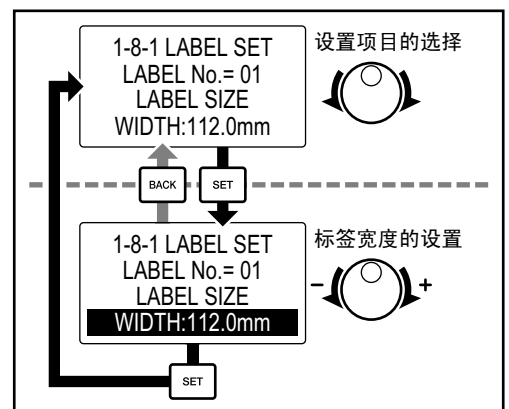 1-8-1 LABEL SET
LABEL No.= 01
LABEL SIZE
WIDTH:112.0mm
设置项目的选择
BACK
SET
1-8-1 LABEL SET
LABEL No.= 01
LABEL SIZE
WIDTH:112.0mm
标签宽度的设置
- +
SET